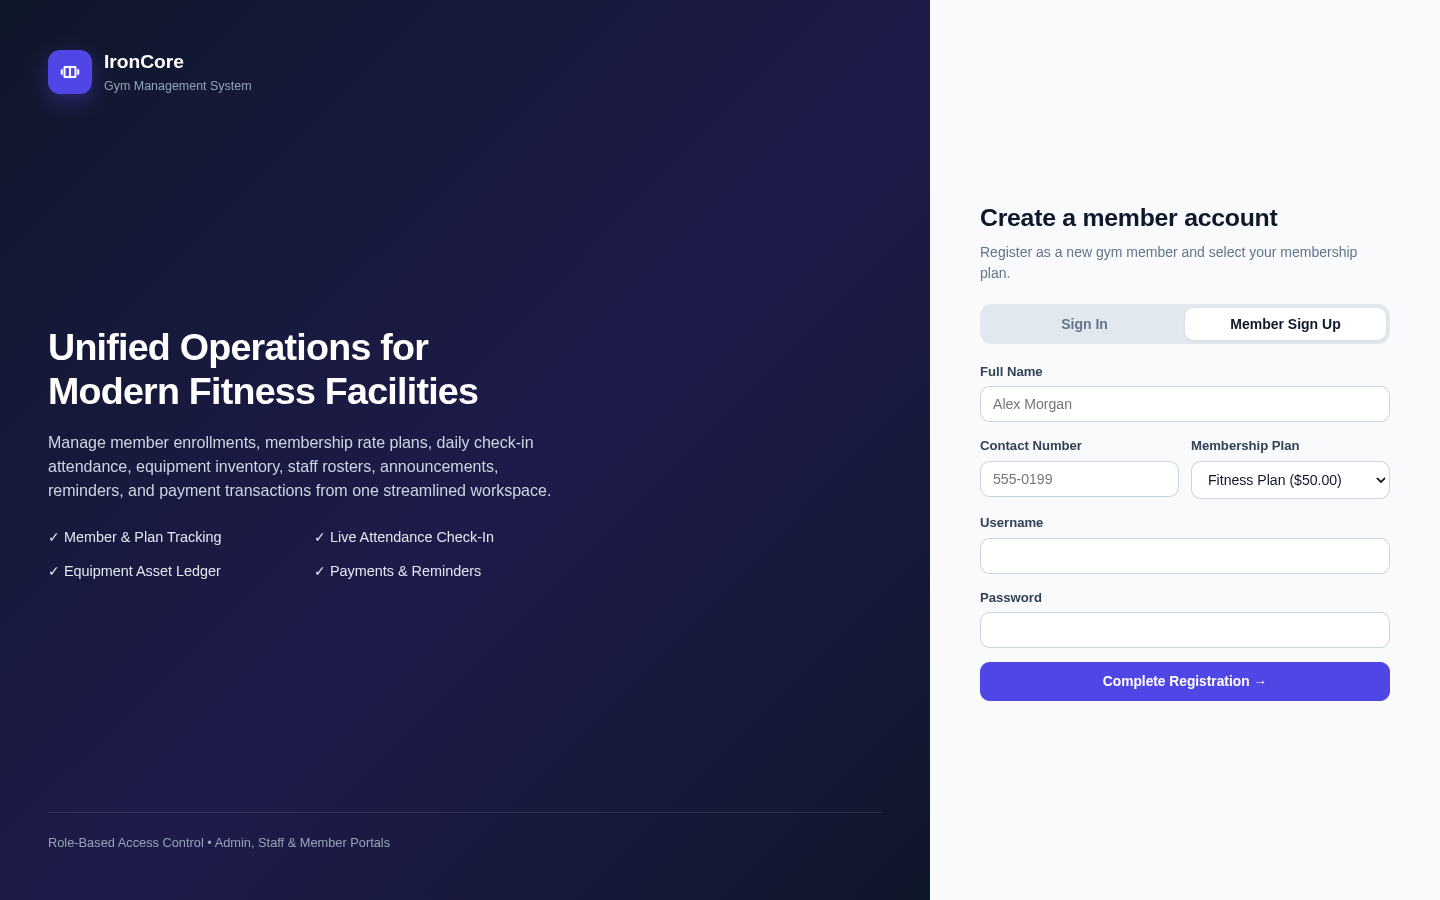 IronCore
Gym Management System
Unified Operations for
Modern Fitness Facilities
Manage member enrollments, membership rate plans, daily check-in
attendance, equipment inventory, staff rosters, announcements,
reminders, and payment transactions from one streamlined workspace.
✓ Member & Plan Tracking
✓ Live Attendance Check-In
✓ Equipment Asset Ledger
✓ Payments & Reminders
Role-Based Access Control • Admin, Staff & Member Portals
Create a member account
Register as a new gym member and select your membership
plan.
Sign In
Member Sign Up
Full Name
Alex Morgan
Contact Number
Membership Plan
555-0199
Fitness Plan ($50.00)
Username
Password
Complete Registration →